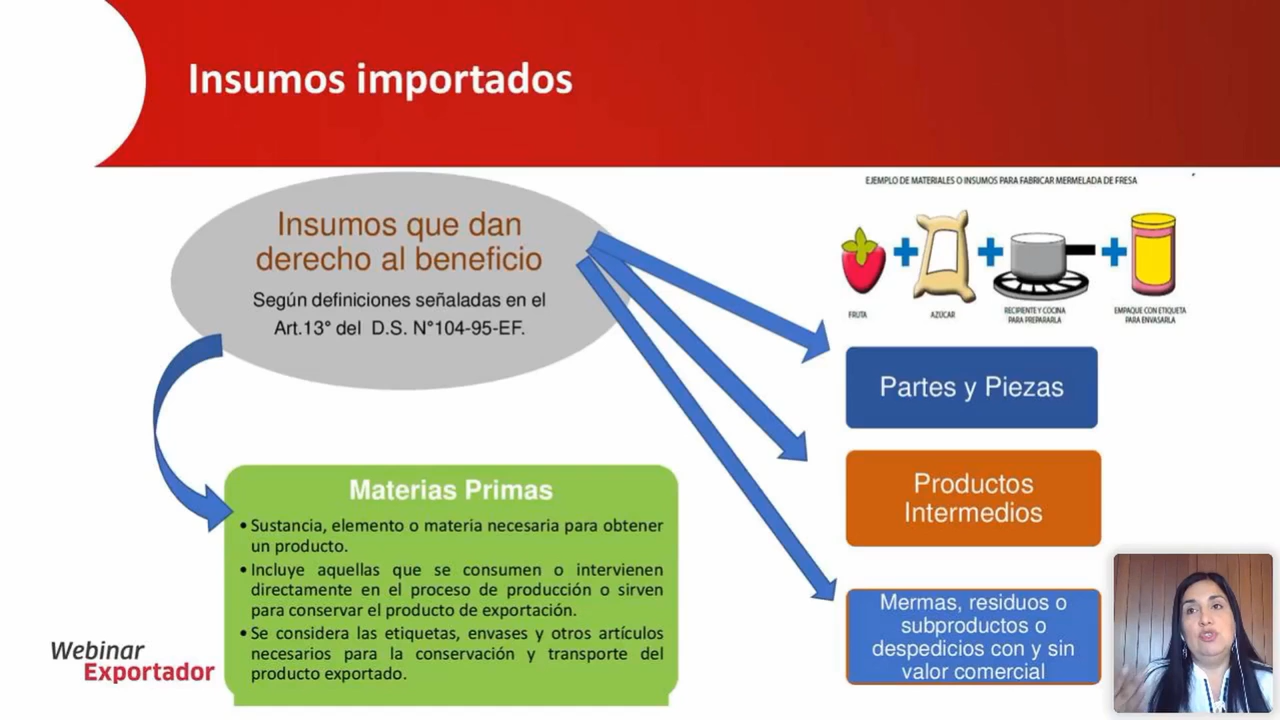 Insumos importados
Insumos que dan
derecho al beneficio
Según definiciones señaladas en el
Art.13° del D.S. N°104-95-EF.
EJEMPLO DE MATERIALES O INSUMOS PARA FABRICAR MERMELADA DE FRESA
FRUTA
AZÚCAR
RECIPIENTE Y COCINA
PARA PREPARARLA
EMPAQUE CON ETIQUETA
PARA ENVASARLA
Partes y Piezas
Productos
Intermedios
Mermas, residuos o
subproductos o
despedicios con y sin
valor comercial
Materias Primas
• Sustancia, elemento o materia necesaria para obtener
un producto.
• Incluye aquellas que se consumen o intervienen
directamente en el proceso de producción o sirven
para conservar el producto de exportación.
• Se considera las etiquetas, envases y otros artículos
necesarios para la conservación y transporte del
producto exportado.
Webinar
Exportador